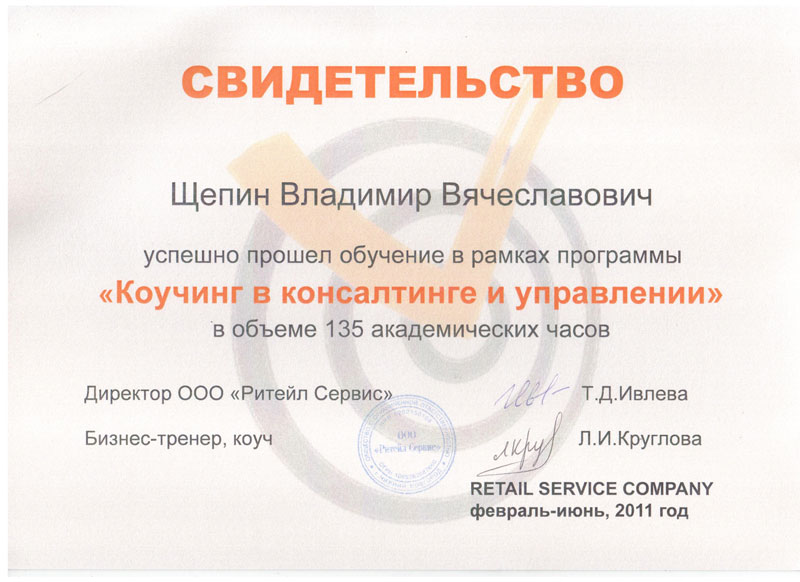 СВИДЕТЕЛЬСТВО
Щепин Владимир Вячеславович
успешно прошел обучение в рамках программы
«Коучинг в консалтинге и управлении»
в объеме 135 академических часов
Директор ООО «Ритейл Сервис» Т.Д.Ивлева
Бизнес-тренер, коуч Л.И.Круглова
ООО
«Ритейл Сервис»
RETAIL SERVICE COMPANY
февраль-июнь, 2011 год